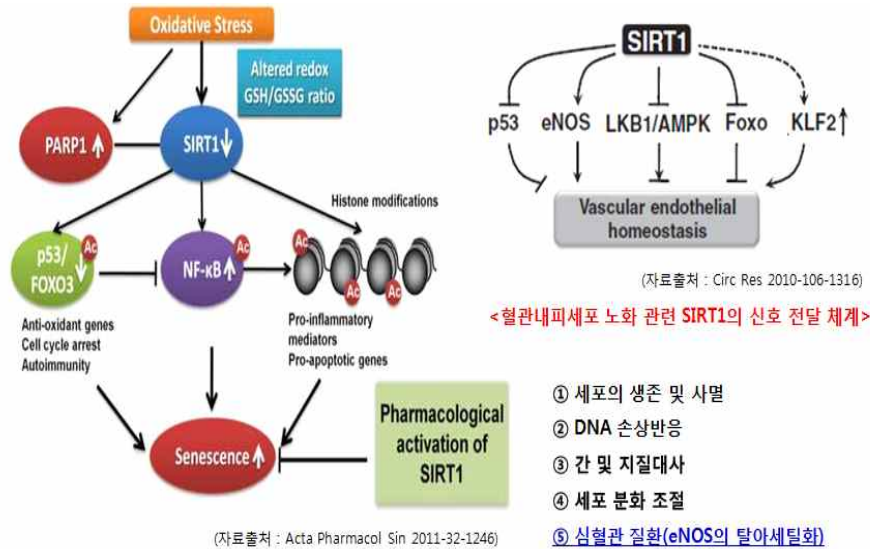 Oxidative Stress
Altered redox
GSH/GSSG ratio
PARP1
SIRT1
Histone modifications
p53/
FOXO3
Ac
NF-κB
Ac
Ac
Ac
Ac
Anti-oxidant genes
Cell cycle arrest
Autoimmunity
Pro-inflammatory
mediators
Pro-apoptotic genes
Senescence
Pharmacological
activation of
SIRT1
(자료출처 : Acta Pharmacol Sin 2011-32-1246)
SIRT1
p53 eNOS LKB1/AMPK Foxo KLF2↑
Vascular endothelial
homeostasis
(자료출처 : Circ Res 2010-106-1316)
<혈관내피세포 노화 관련 SIRT1의 신호 전달 체계>
① 세포의 생존 및 사멸
② DNA 손상반응
③ 간 및 지질대사
④ 세포 분화 조절
⑤ 심혈관 질환(eNOS의 탈아세틸화)